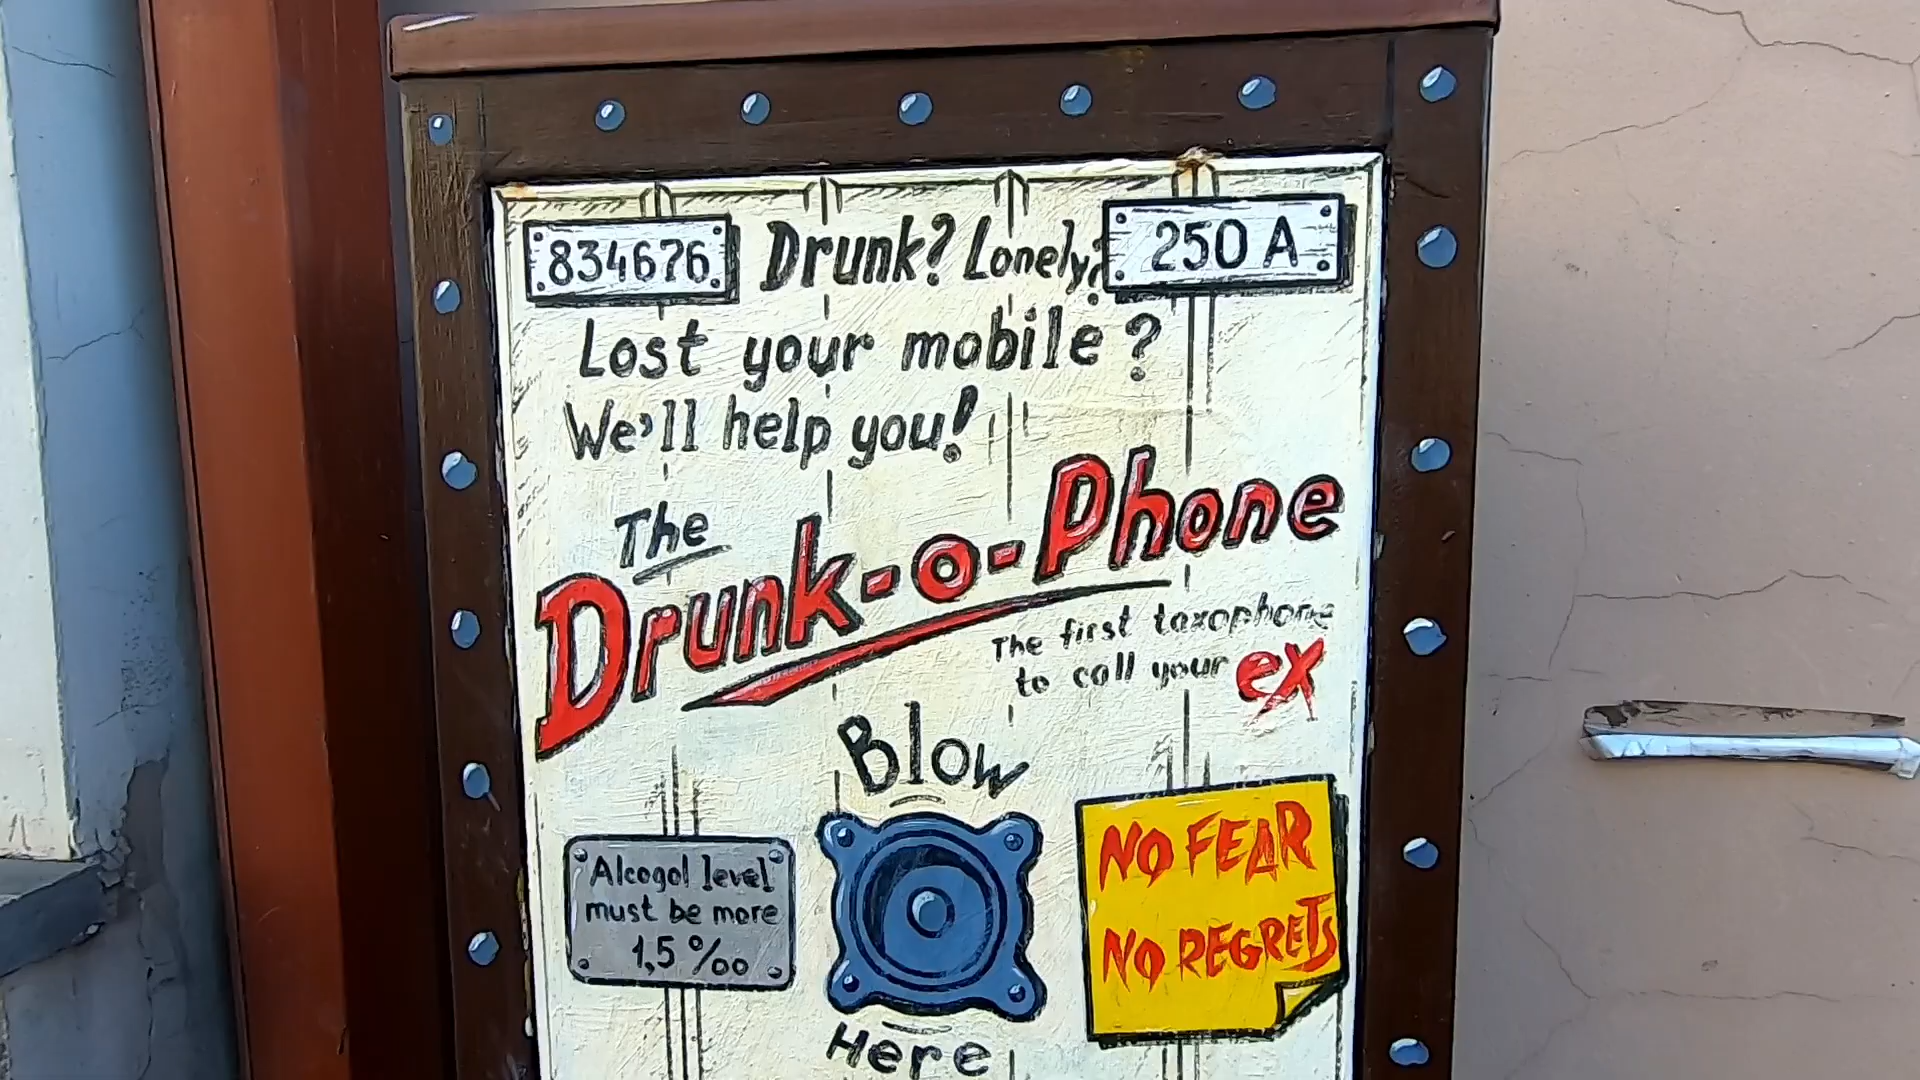 834676
Drunk? Lonely?
250 A
Lost your mobile?
We'll help you!
The
Drunk-o-Phone
The first taxophone
to call your ex
Blow
Alcogol level
must be more
1,5 ‰
NO FEAR
NO REGRETS
Here